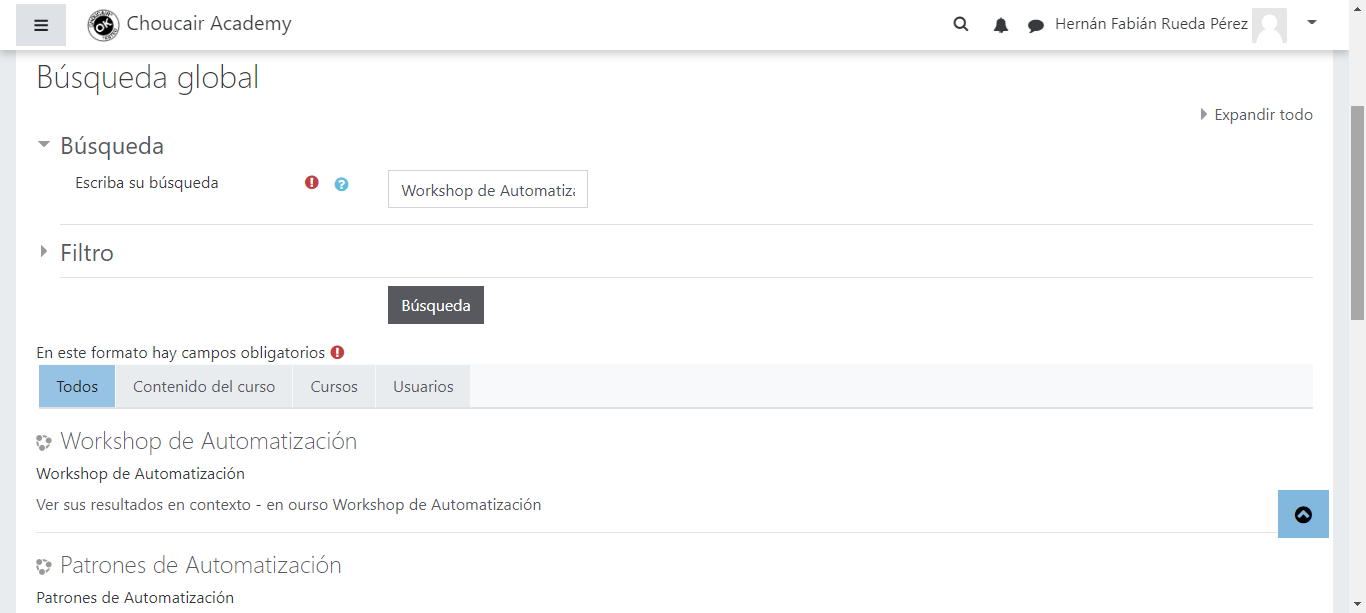 Choucair Academy
Hernán Fabián Rueda Pérez
Búsqueda global
Expandir todo
Búsqueda
Escriba su búsqueda
Workshop de Automatiza
Filtro
Búsqueda
En este formato hay campos obligatorios
Todos Contenido del curso Cursos Usuarios
Workshop de Automatización
Workshop de Automatización
Ver sus resultados en contexto - en ourso Workshop de Automatización
Patrones de Automatización
Patrones de Automatización